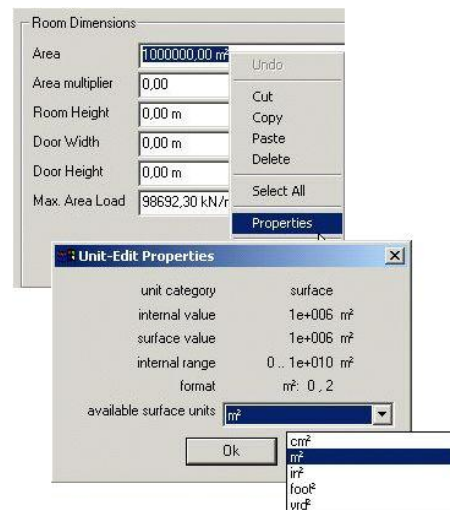 Room Dimensions
Area 1000000,00 m²
Undo
Area multiplier 0,00
Cut
Room Height 0,00 m
Copy
Door Width 0,00 m
Paste
Delete
Door Height 0,00 m
Select All
Max. Area Load 98692,30 kN/
Properties
Unit-Edit Properties
unit category surface
internal value 1e+006 m²
surface value 1e+006 m²
internal range 0 .. 1e+010 m²
format m²: 0 , 2
available surface units m²
Ok
cm²
m²
in²
foot²
yrd²